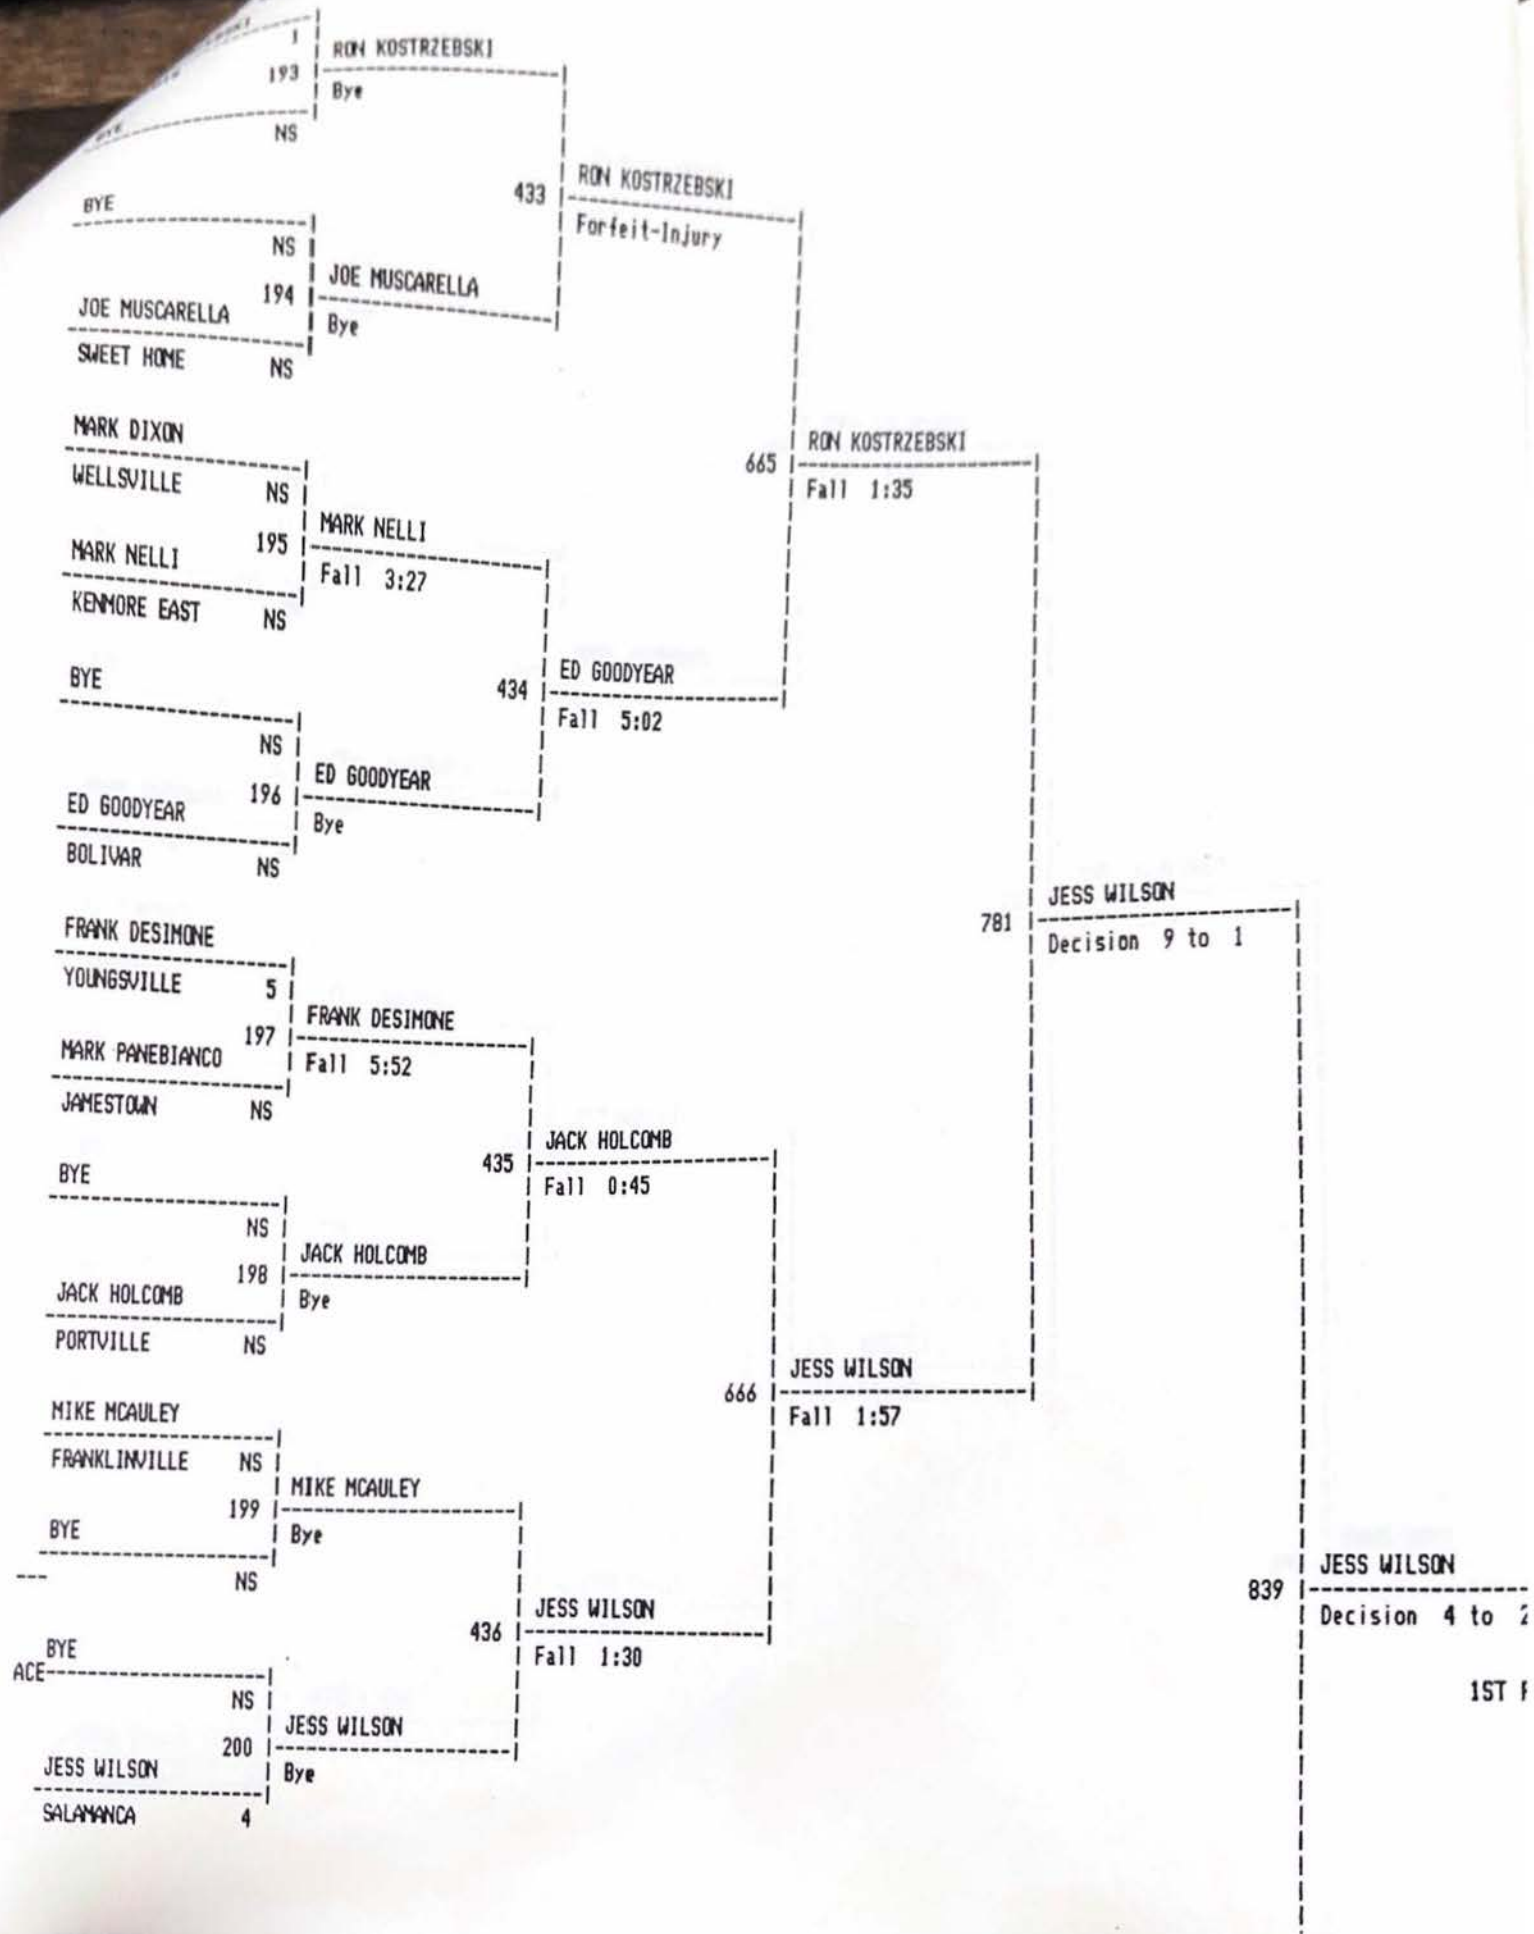 1
RON KOSTRZEBSKI
193
Bye
BYE
NS
RON KOSTRZEBSKI
433
Forfeit-Injury
BYE
NS
JOE MUSCARELLA
194
JOE MUSCARELLA
Bye
SWEET HOME NS
MARK DIXON
WELLSVILLE NS
RON KOSTRZEBSKI
665
Fall 1:35
MARK NELLI
195
MARK NELLI
Fall 3:27
KENMORE EAST NS
BYE
ED GOODYEAR
434
Fall 5:02
NS
ED GOODYEAR
196
ED GOODYEAR
Bye
BOLIVAR NS
JESS WILSON
781
Decision 9 to 1
FRANK DESIMONE
YOUNGSVILLE 5
FRANK DESIMONE
197
MARK PANEBIANCO
Fall 5:52
JAMESTOWN NS
JACK HOLCOMB
435
Fall 0:45
BYE
NS
JACK HOLCOMB
198
JACK HOLCOMB
Bye
PORTVILLE NS
JESS WILSON
666
Fall 1:57
MIKE MCAULEY
FRANKLINVILLE NS
MIKE MCAULEY
199
BYE
Bye
NS
JESS WILSON
839
Decision 4 to 2
JESS WILSON
436
Fall 1:30
BYE
ACE
NS
1ST
JESS WILSON
200
JESS WILSON
Bye
SALAMANCA 4